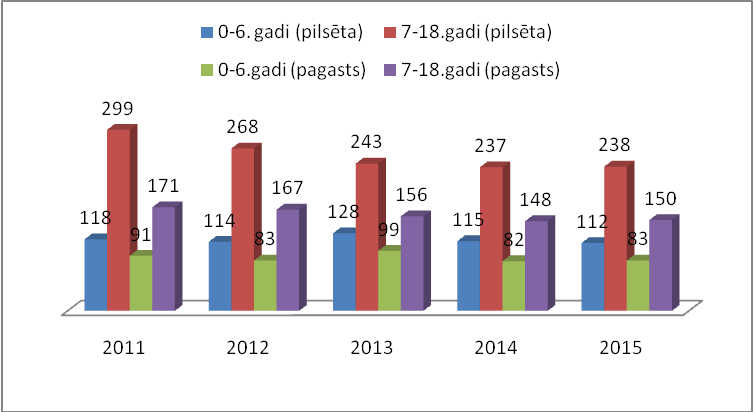 0-6. gadi (pilsēta) 7-18.gadi (pilsēta)
0-6.gadi (pagasts) 7-18.gadi (pagasts)
299 268 243 237 238
171 167 156 148 150
118 114 128 115 112
91 83 99 82 83
2011 2012 2013 2014 2015